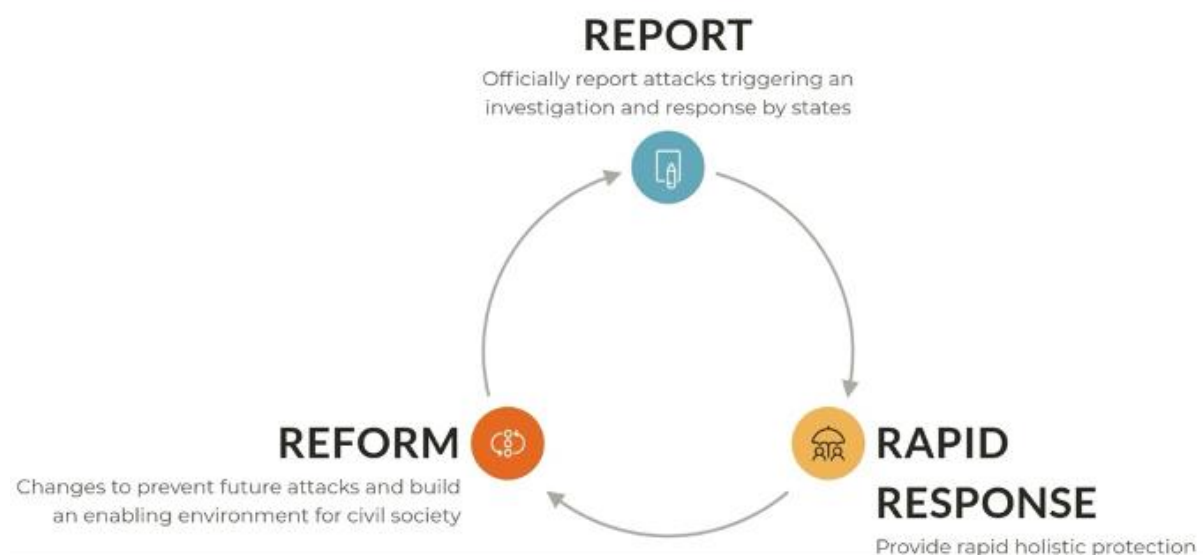 REPORT
Officially report attacks triggering an
investigation and response by states
REFORM
Changes to prevent future attacks and build
an enabling environment for civil society
RAPID
RESPONSE
Provide rapid holistic protection